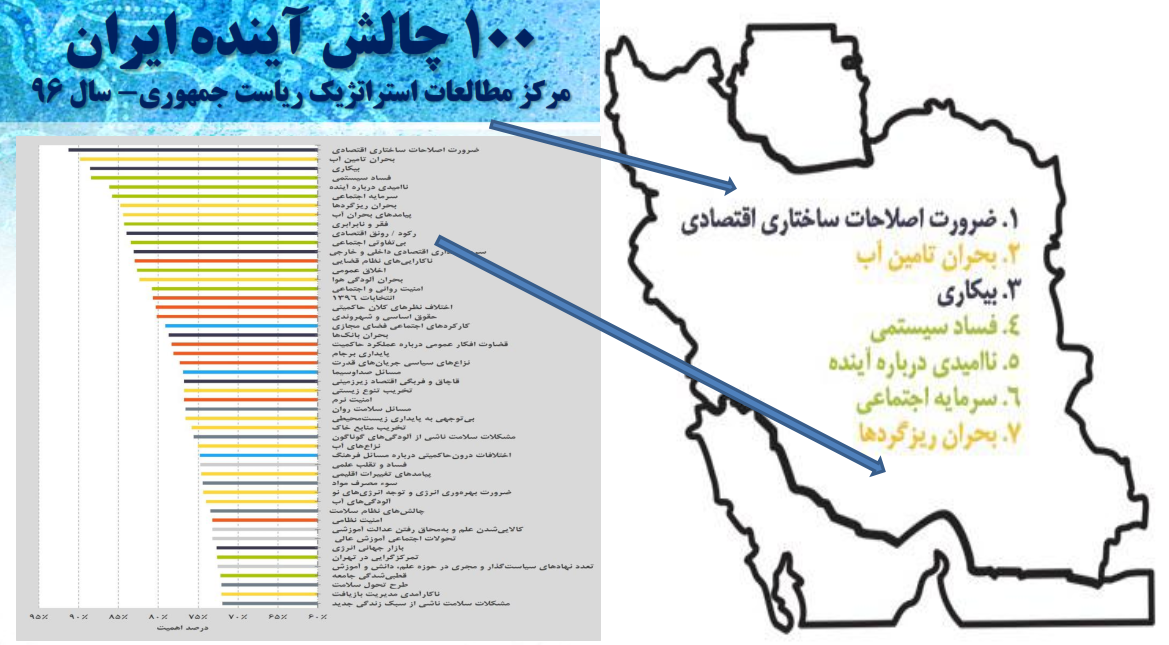 ۱۰۰ چالش آینده ایران
مرکز مطالعات استراتژیک ریاست جمهوری– سال ۹۶
ضرورت اصلاحات ساختاری اقتصادی
بحران تامین آب
بیکاری
فساد سیستمی
ناامیدی درباره آینده
سرمایه اجتماعی
بحران ریزگردها
پیامدهای بحران آب
فقر و نابرابری
رکود / رونق اقتصادی
بی‌تفاوتی اجتماعی
اقتصادی داخلی و خارجی
ناکارایی‌های نظام قضایی
اخلاق عمومی
بحران آلودگی هوا
امنیت روانی و اجتماعی
انتخابات ۱۳۹۶
اختلاف نظرهای کلان حاکمیتی
حقوق اساسی و شهروندی
کارکردهای اجتماعی فضای مجازی
بحران بانک‌ها
قضاوت افکار عمومی درباره عملکرد حاکمیت
پایداری برجام
نزاع‌های سیاسی جریان‌های قدرت
مسائل صداوسیما
قاچاق و فربگی اقتصاد زیرزمینی
تخریب تنوع زیستی
امنیت نرم
مسائل سلامت روان
بی‌توجهی به پایداری زیست‌محیطی
تخریب منابع خاک
مشکلات سلامت ناشی از آلودگی‌های گوناگون
نزاع‌های آب
اختلافات درون‌حاکمیتی درباره مسائل فرهنگ
فساد و تقلب علمی
پیامدهای تغییرات اقلیمی
سوء مصرف مواد
ضرورت بهره‌وری انرژی و توجه انرژی‌های نو
آلودگی‌های آب
چالش‌های نظام سلامت
امنیت نظامی
کالایی‌شدن علم و به‌محاق رفتن عدالت آموزشی
تحولات اجتماعی آموزش عالی
بازار جهانی انرژی
تمرکزگرایی در تهران
تعدد نهادهای سیاست‌گذار و مجری در حوزه علم، دانش و آموزش
قطبی‌شدگی جامعه
طرح تحول سلامت
ناکارامدی مدیریت بازیافت
مشکلات سلامت ناشی از سبک زندگی جدید
۹۵٪ ۹۰٪ ۸۵٪ ۸۰٪ ۷۵٪ ۷۰٪ ۶۵٪ ۶۰٪
درصد اهمیت
۱. ضرورت اصلاحات ساختاری اقتصادی
۲. بحران تامین آب
۳. بیکاری
٤. فساد سیستمی
۵. ناامیدی درباره آینده
٦. سرمایه اجتماعی
۷. بحران ریزگردها